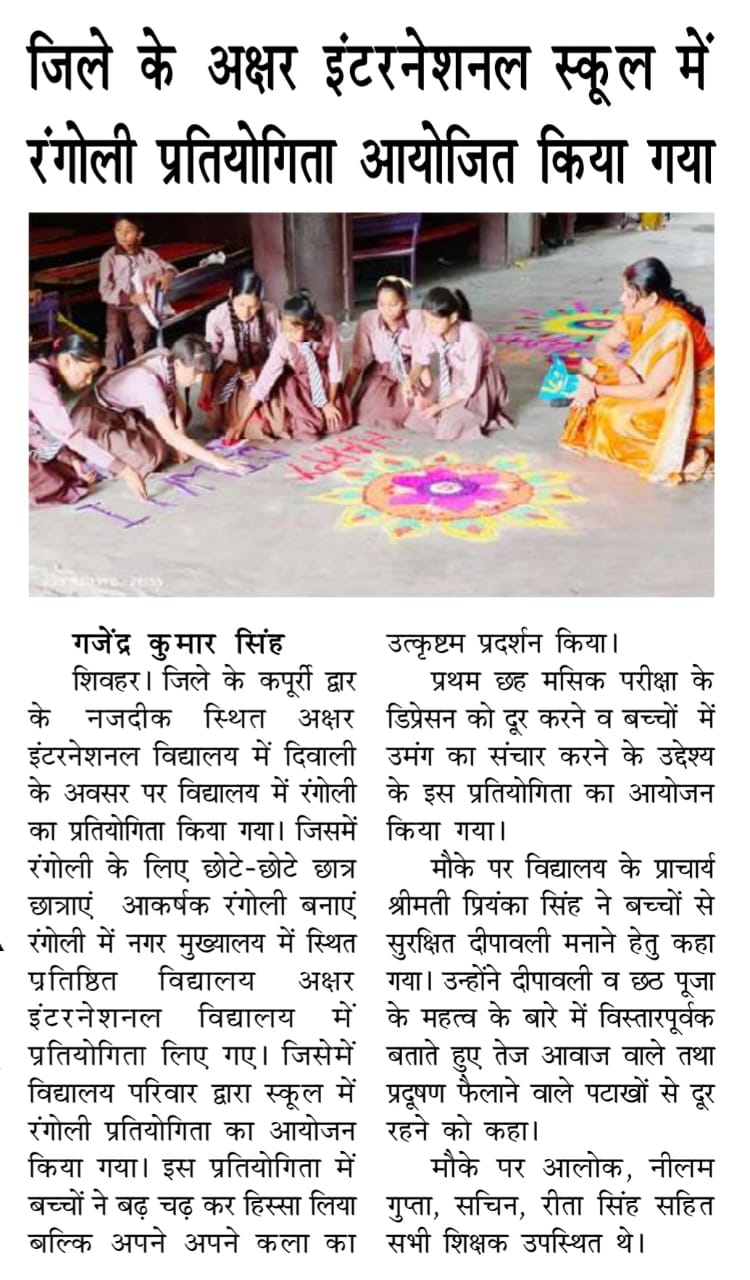 जिले के अक्षर इंटरनेशनल स्कूल में
रंगोली प्रतियोगिता आयोजित किया गया
गजेंद्र कुमार सिंह
शिवहर। जिले के कपूर्री द्वार
के नजदीक स्थित अक्षर
इंटरनेशनल विद्यालय में दिवाली
के अवसर पर विद्यालय में रंगोली
का प्रतियोगिता किया गया। जिसमें
रंगोली के लिए छोटे-छोटे छात्र
छात्राएं आकर्षक रंगोली बनाएं
रंगोली में नगर मुख्यालय में स्थित
प्रतिष्ठित विद्यालय अक्षर
इंटरनेशनल विद्यालय में
प्रतियोगिता लिए गए। जिसेमें
विद्यालय परिवार द्वारा स्कूल में
रंगोली प्रतियोगिता का आयोजन
किया गया। इस प्रतियोगिता में
बच्चों ने बढ़ चढ़ कर हिस्सा लिया
बल्कि अपने अपने कला का
उत्कृष्टम प्रदर्शन किया।
प्रथम छह मसिक परीक्षा के
डिप्रेसन को दूर करने व बच्चों में
उमंग का संचार करने के उद्देश्य
के इस प्रतियोगिता का आयोजन
किया गया।
मौके पर विद्यालय के प्राचार्य
श्रीमती प्रियंका सिंह ने बच्चों से
सुरक्षित दीपावली मनाने हेतु कहा
गया। उन्होंने दीपावली व छठ पूजा
के महत्व के बारे में विस्तारपूर्वक
बताते हुए तेज आवाज वाले तथा
प्रदूषण फैलाने वाले पटाखों से दूर
रहने को कहा।
मौके पर आलोक, नीलम
गुप्ता, सचिन, रीता सिंह सहित
सभी शिक्षक उपस्थित थे।